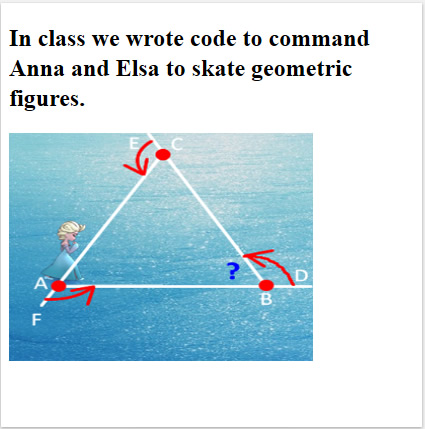 In class we wrote code to command
Anna and Elsa to skate geometric
figures.
E C
A ? B D
F